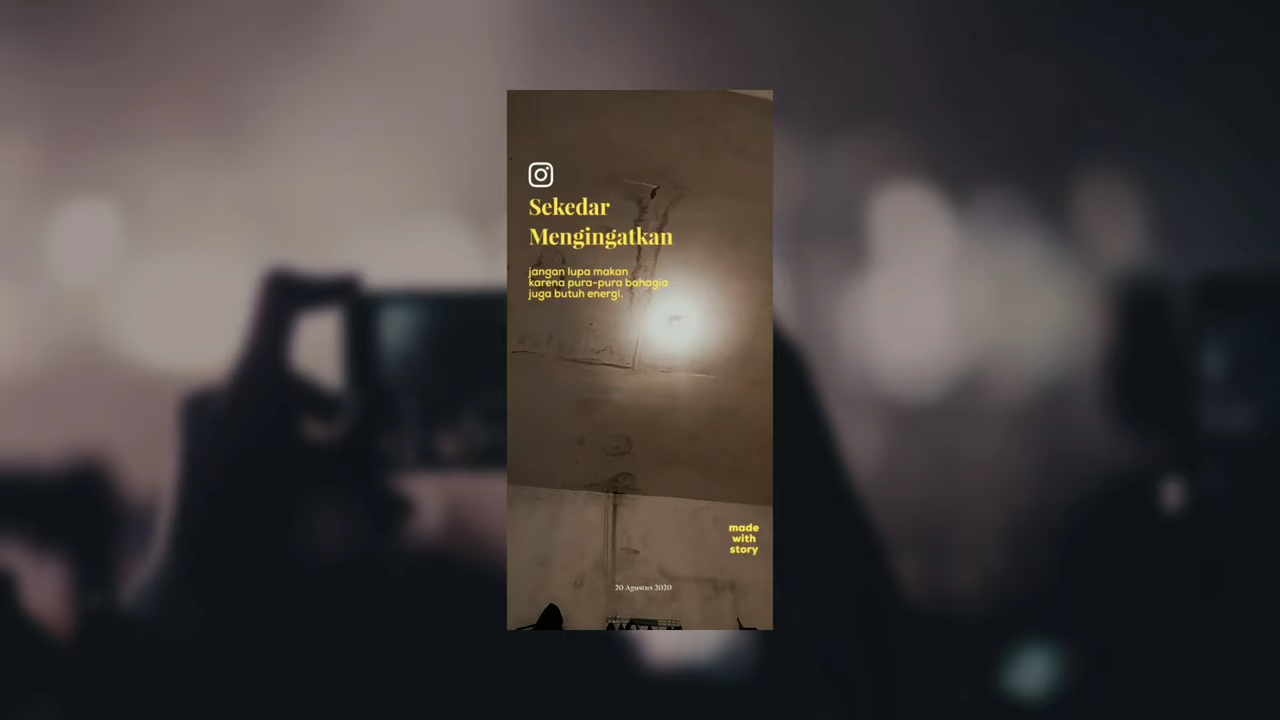 Sekedar
Mengingatkan
jangan lupa makan
karena pura-pura bahagia
juga butuh energi.
made
with
story
20 Agustus 2020